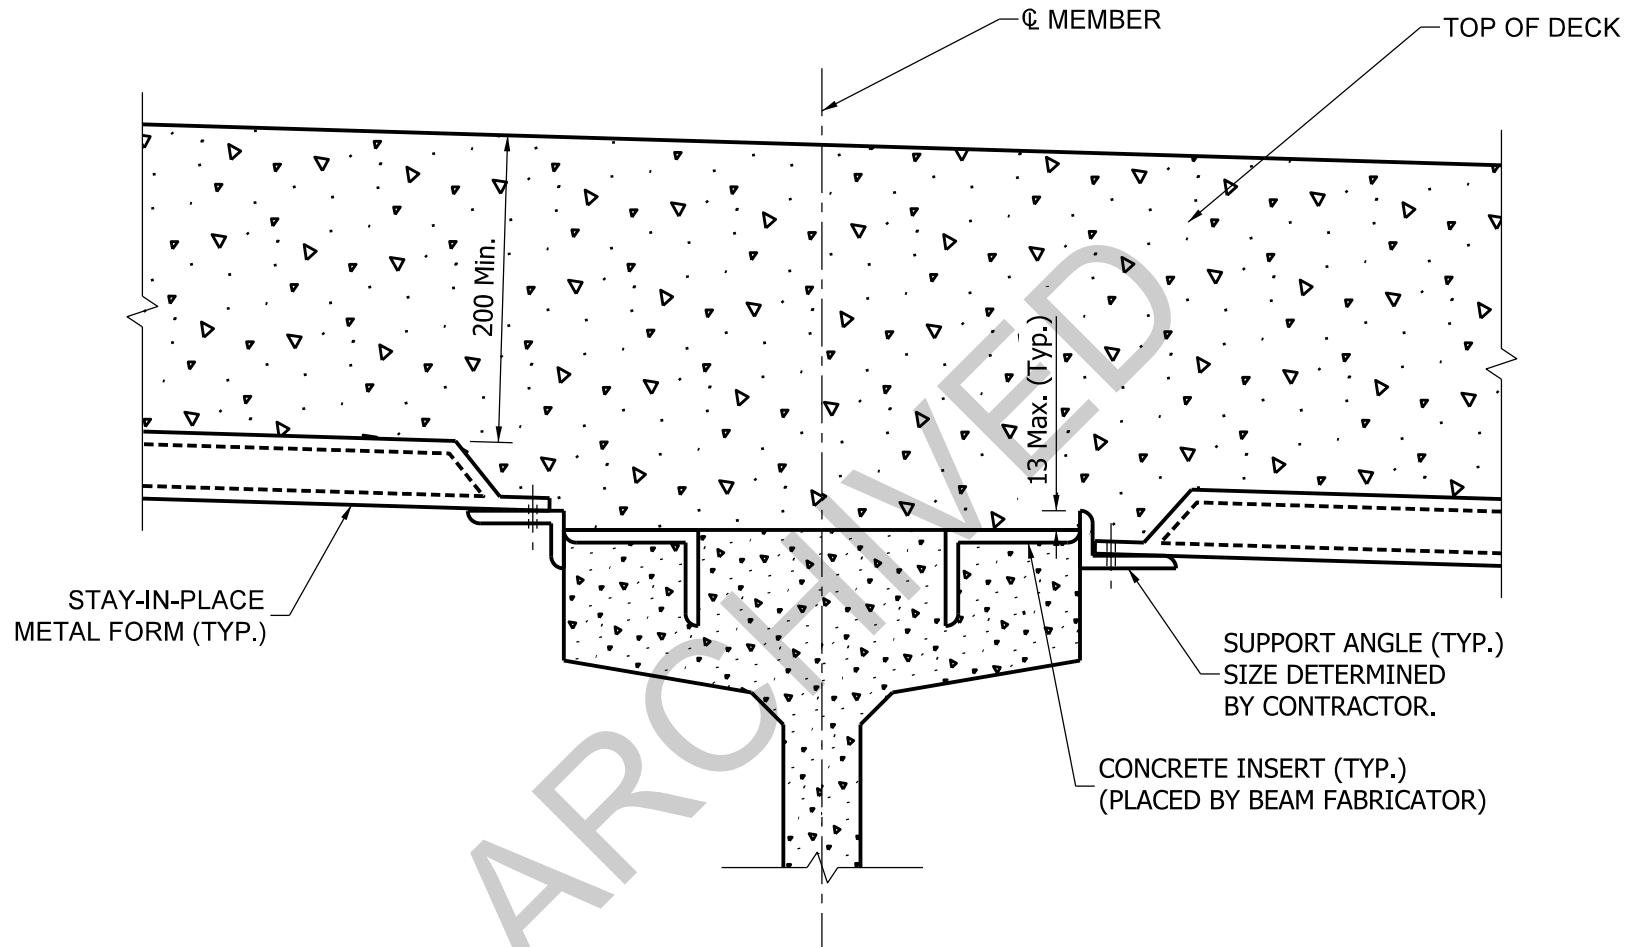 ℄ MEMBER
TOP OF DECK
200 Min.
13 Max. (Typ.)
STAY-IN-PLACE
METAL FORM (TYP.)
SUPPORT ANGLE (TYP.)
SIZE DETERMINED
BY CONTRACTOR.
CONCRETE INSERT (TYP.)
(PLACED BY BEAM FABRICATOR)
ARCHIVED